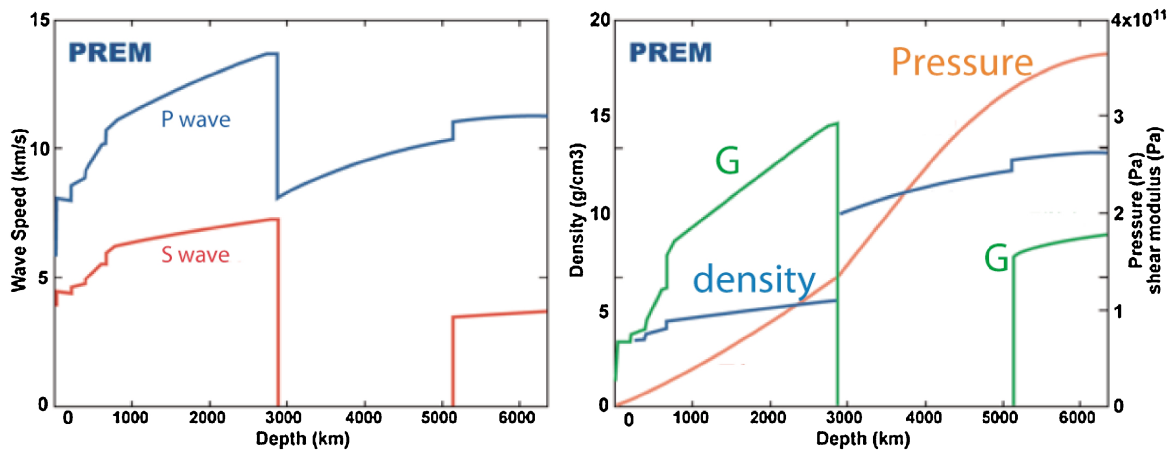 PREM
P wave
S wave
Wave Speed (km/s)
15
10
5
0
0 1000 2000 3000 4000 5000 6000
Depth (km)
PREM
Pressure
G
density
G
Density (g/cm3)
20
15
10
5
0
4x10¹¹
3
2
1
0
Pressure (Pa)
shear modulus (Pa)
0 1000 2000 3000 4000 5000 6000
Depth (km)